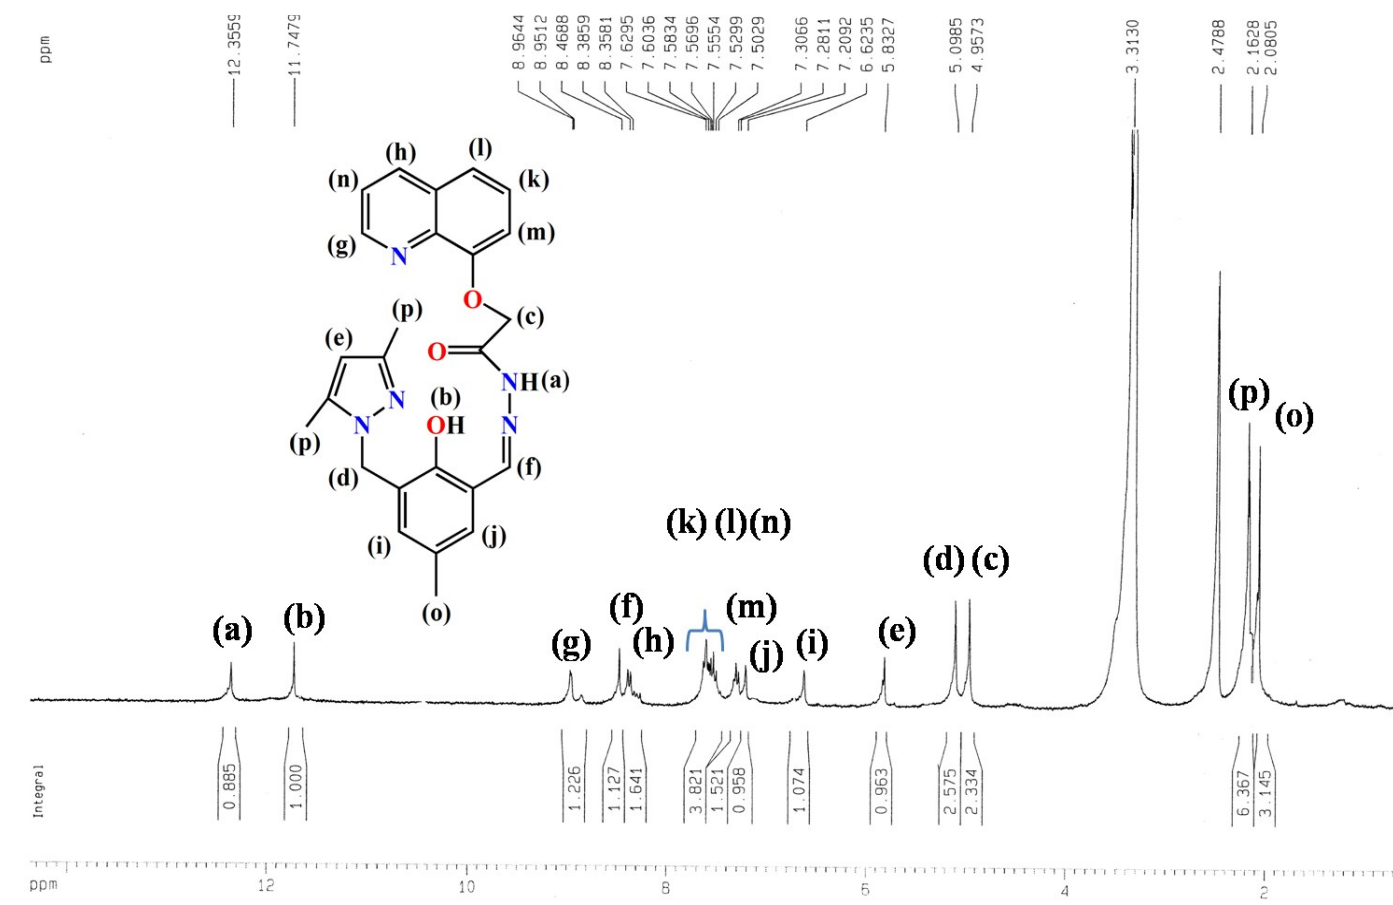 ppm
12.3559
11.7479
8.9644
8.9512
8.4688
8.3859
8.3581
7.6295
7.6036
7.5834
7.5696
7.5554
7.5299
7.5029
7.3066
7.2811
7.2092
6.6235
5.8327
5.0985
4.9573
3.3130
2.4788
2.1628
2.0805
(h) (l)
(n) (k)
(g) N (m)
O
(p) (c)
(e) O
N NH (a)
(b)
N OH N
(p)
(d) (f)
(i) (j)
(o)
(p) (o)
(k) (l) (n)
(d) (c)
(a) (b) (g) (f) (h) (m) (j) (i) (e)
Integral
0.885
1.000
1.226
1.127
1.641
3.821
1.521
0.958
1.074
0.963
2.575
2.334
6.367
3.145
ppm 12 10 8 6 4 2